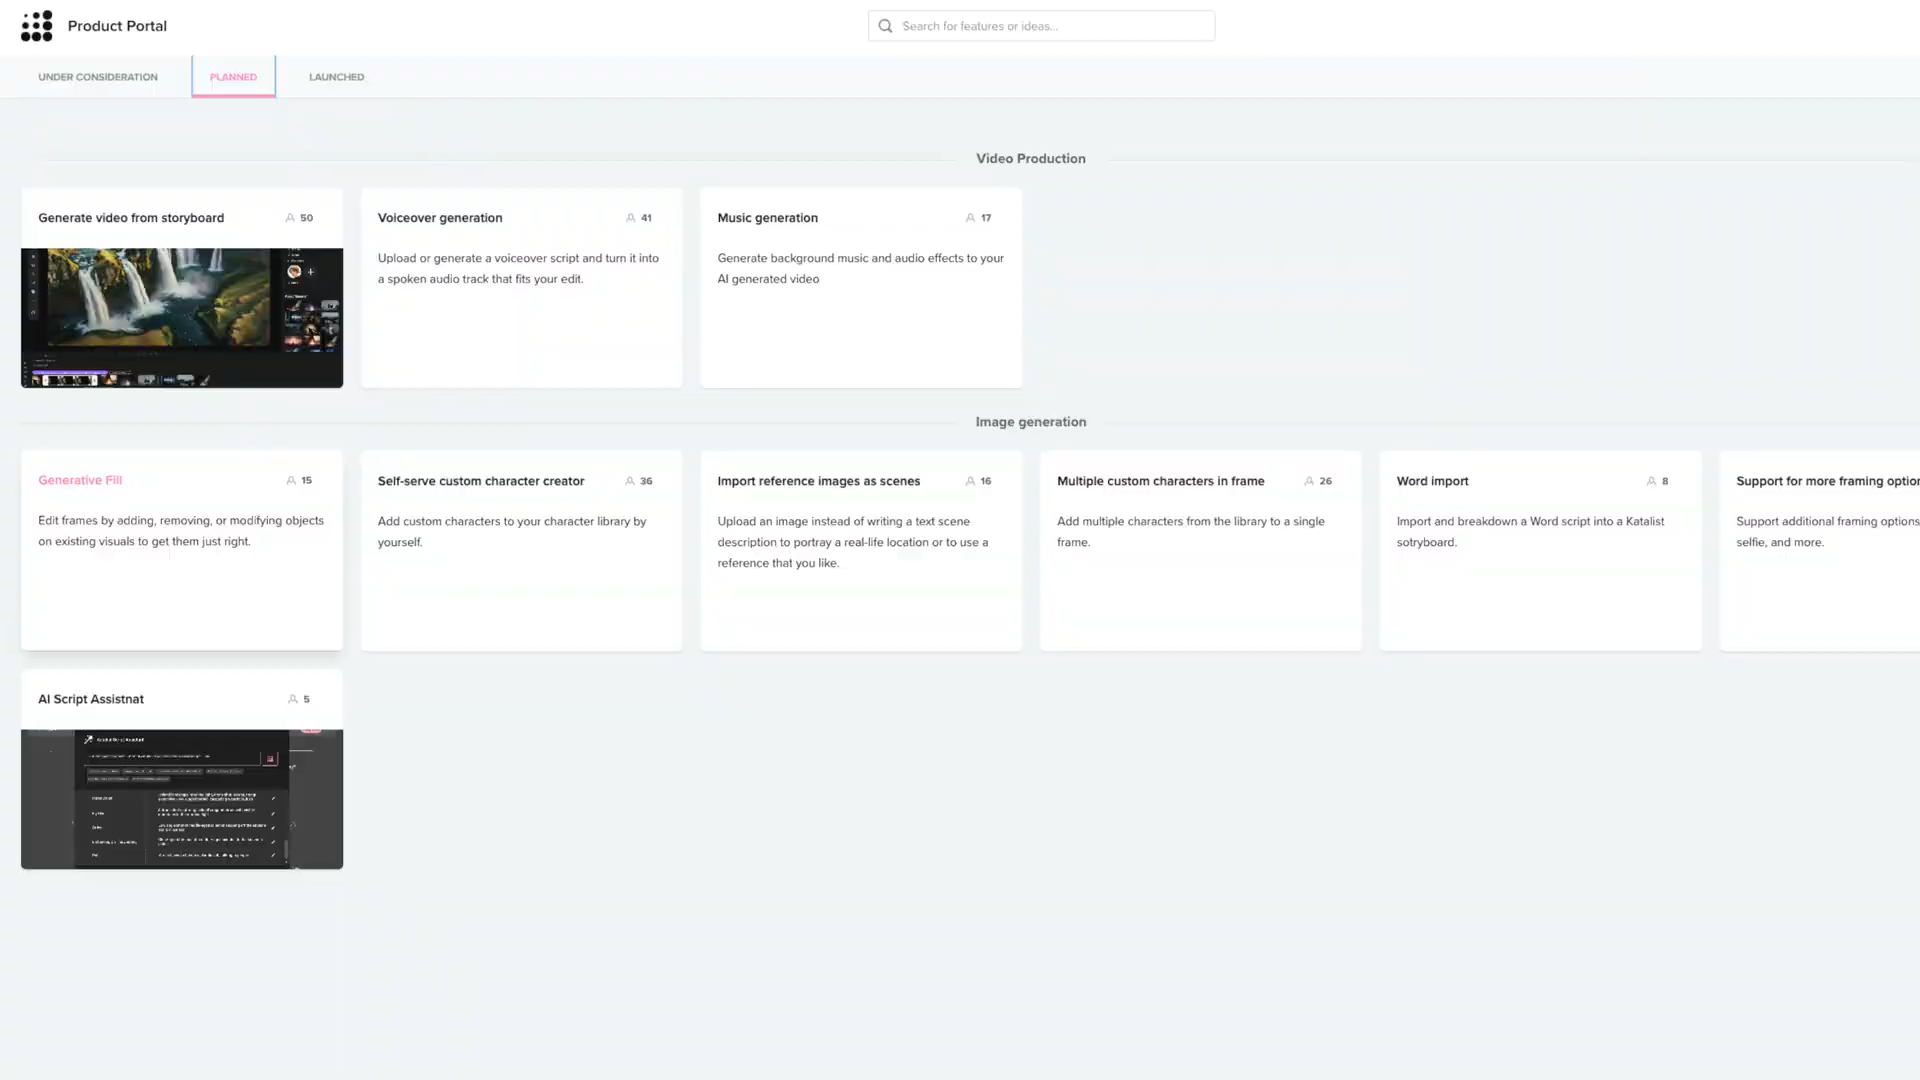 Product Portal
Search for features or ideas...
UNDER CONSIDERATION
PLANNED
LAUNCHED
Video Production
Generate video from storyboard
50
Voiceover generation
41
Upload or generate a voiceover script and turn it into
a spoken audio track that fits your edit.
Music generation
17
Generate background music and audio effects to your
AI generated video
Image generation
Generative Fill
15
Edit frames by adding, removing, or modifying objects
on existing visuals to get them just right.
Self-serve custom character creator
36
Add custom characters to your character library by
yourself.
Import reference images as scenes
16
Upload an image instead of writing a text scene
description to portray a real-life location or to use a
reference that you like.
Multiple custom characters in frame
26
Add multiple characters from the library to a single
frame.
Word import
8
Import and breakdown a Word script into a Katalist
sotryboard.
Support for more framing option
Support additional framing options
selfie, and more.
AI Script Assistnat
5